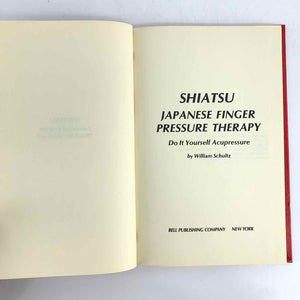 SHIATSU
JAPANESE FINGER
PRESSURE THERAPY
Do It Yourself Acupressure
by William Schultz
BELL PUBLISHING COMPANY NEW YORK